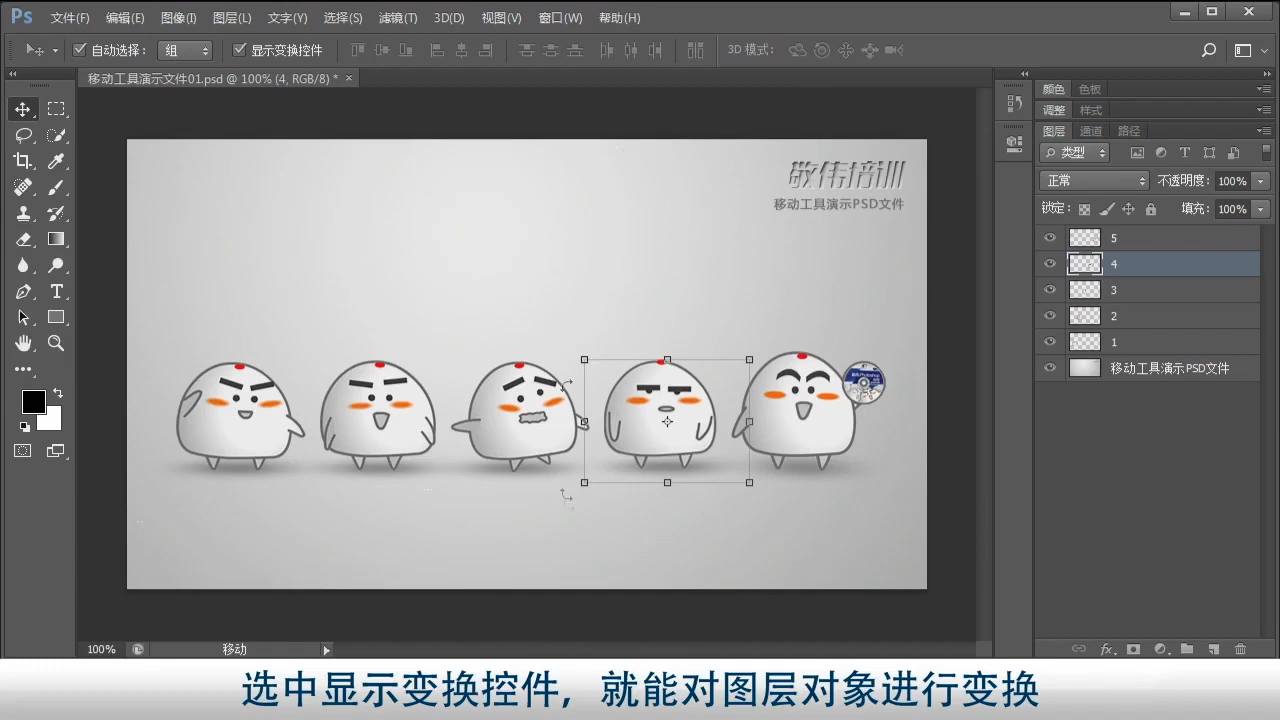 Ps 文件(F) 编辑(E) 图像(I) 图层(L) 文字(Y) 选择(S) 滤镜(T) 3D(D) 视图(V) 窗口(W) 帮助(H)
自动选择： 组 显示变换控件 3D 模式：
移动工具演示文件01.psd @ 100% (4, RGB/8) * ×
颜色 色板
调整 样式
图层 通道 路径
类型
正常 不透明度： 100%
锁定： 填充： 100%
5
4
3
2
1
移动工具演示PSD文件
敬伟培训
移动工具演示PSD文件
100% 移动
选中显示变换控件，就能对图层对象进行变换